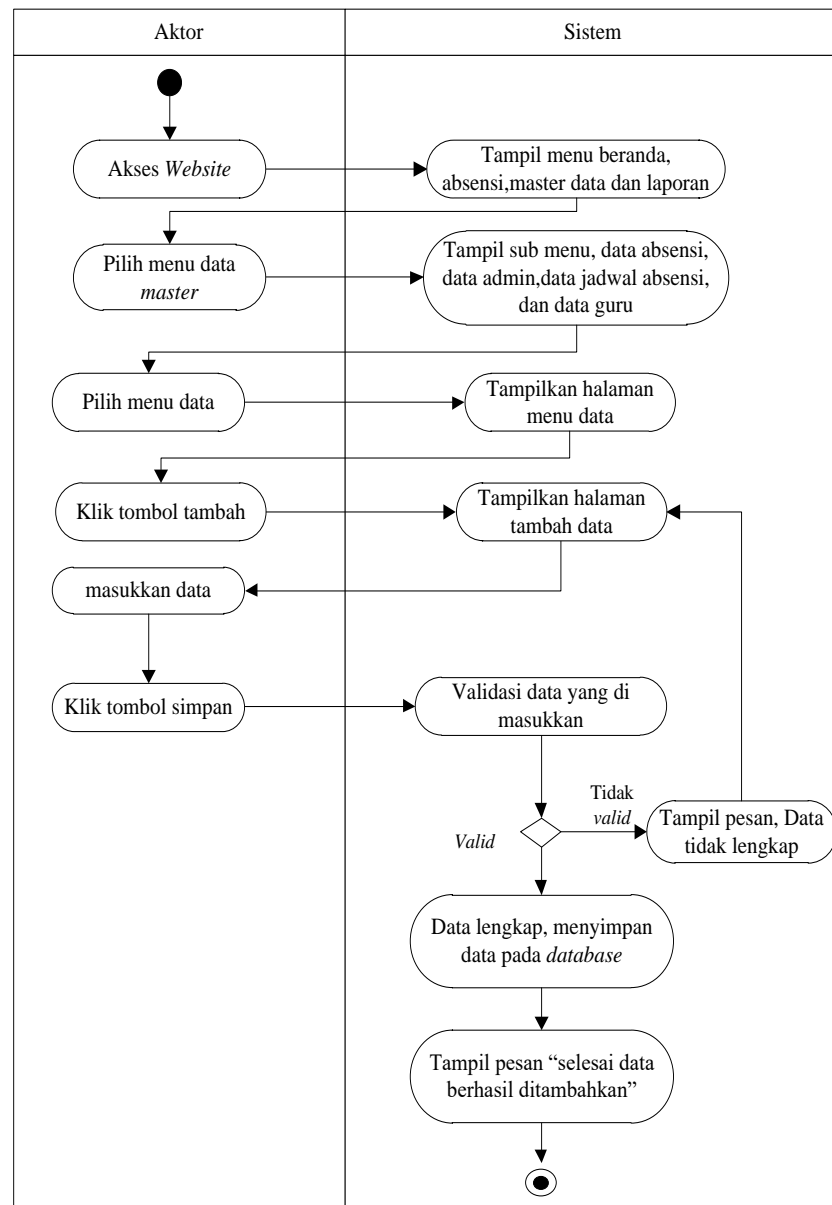 Aktor
Sistem
Akses Website
Tampil menu beranda,
absensi,master data dan laporan
Pilih menu data
master
Tampil sub menu, data absensi,
data admin,data jadwal absensi,
dan data guru
Pilih menu data
Tampilkan halaman
menu data
Klik tombol tambah
Tampilkan halaman
tambah data
masukkan data
Klik tombol simpan
Validasi data yang di
masukkan
Tidak
valid
Valid
Tampil pesan, Data
tidak lengkap
Data lengkap, menyimpan
data pada database
Tampil pesan “selesai data
berhasil ditambahkan”